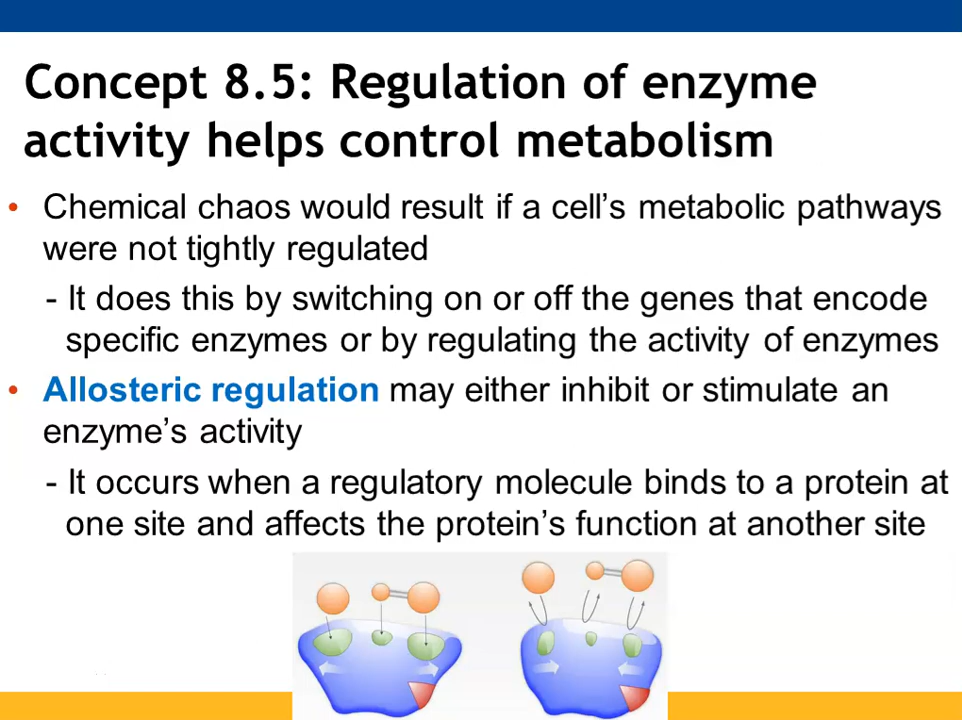 Concept 8.5: Regulation of enzyme
activity helps control metabolism
• Chemical chaos would result if a cell’s metabolic pathways
were not tightly regulated
- It does this by switching on or off the genes that encode
specific enzymes or by regulating the activity of enzymes
• Allosteric regulation may either inhibit or stimulate an
enzyme’s activity
- It occurs when a regulatory molecule binds to a protein at
one site and affects the protein’s function at another site